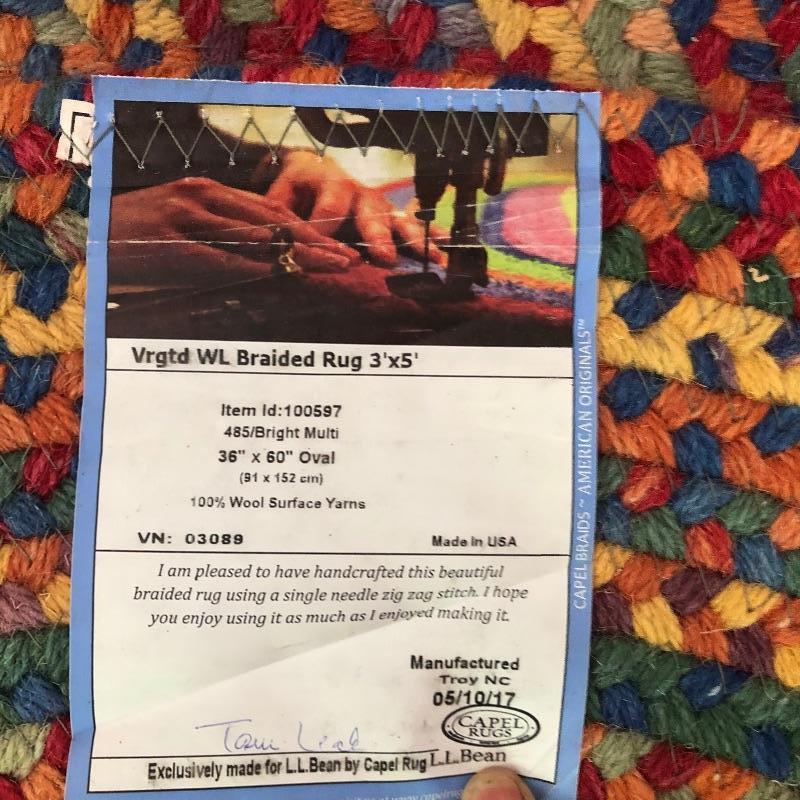 Vrgtd WL Braided Rug 3'x5'
Item Id:100597
485/Bright Multi
36" x 60" Oval
(91 x 152 cm)
100% Wool Surface Yarns
VN: 03089 Made in USA
I am pleased to have handcrafted this beautiful
braided rug using a single needle zig zag stitch. I hope
you enjoy using it as much as I enjoyed making it.
Manufactured
Troy NC
05/10/17
CAPEL
RUGS
Exclusively made for L.L.Bean by Capel Rug L.L.Bean
CAPEL BRAIDS ~ AMERICAN ORIGINALS™